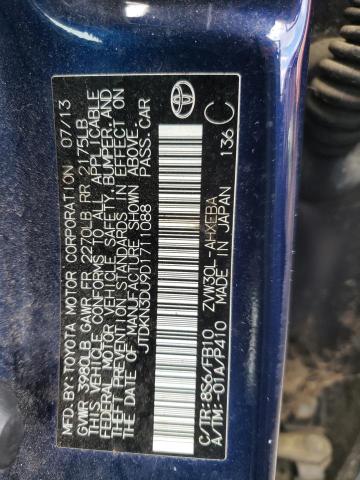 MFD. BY: TOYOTA MOTOR CORPORATION 07/13
GVWR 3980LB GAWR FR 2270LB RR 2175LB
THIS VEHICLE CONFORMS TO ALL APPLICABLE
FEDERAL MOTOR VEHICLE SAFETY, BUMPER, AND
THEFT PREVENTION STANDARDS IN EFFECT ON
THE DATE OF MANUFACTURE SHOWN ABOVE.
JTDKN3DU9D1711088 PASS.CAR
C/TR:8S6/FB10 ZVW30L-AHXEBA
A/TM:-01A/P410 MADE IN JAPAN 136 C